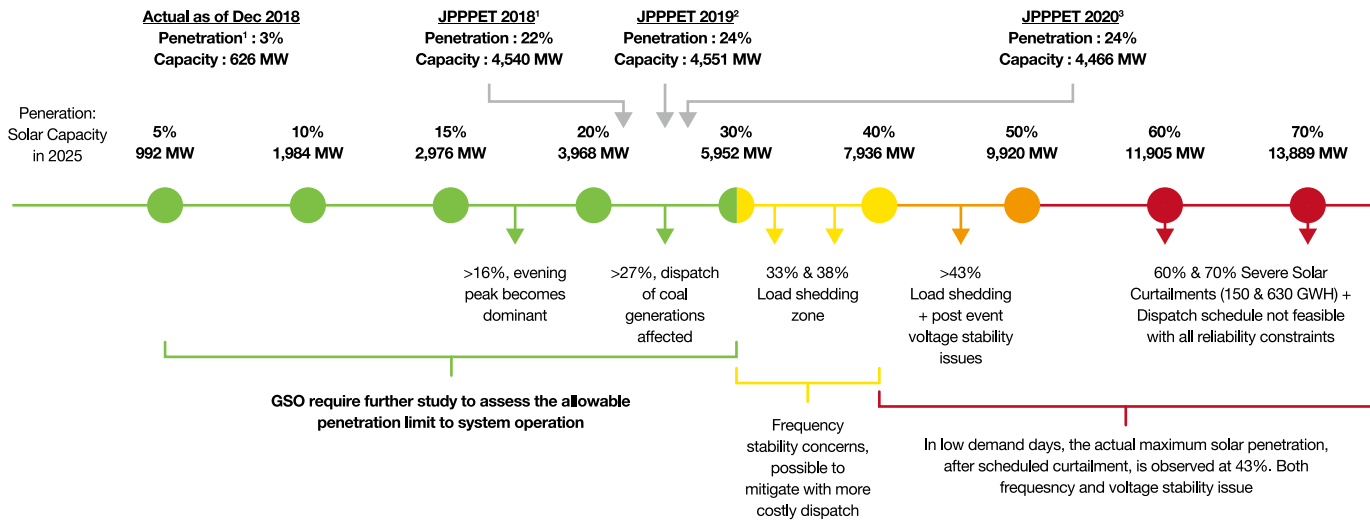 Actual as of Dec 2018
Penetration¹ : 3%
Capacity : 626 MW
JPPPET 2018¹
Penetration : 22%
Capacity : 4,540 MW
JPPPET 2019²
Penetration : 24%
Capacity : 4,551 MW
JPPPET 2020³
Penetration : 24%
Capacity : 4,466 MW
Peneration:
Solar Capacity
in 2025
5%
992 MW
10%
1,984 MW
15%
2,976 MW
20%
3,968 MW
30%
5,952 MW
40%
7,936 MW
50%
9,920 MW
60%
11,905 MW
70%
13,889 MW
>16%, evening
peak becomes
dominant
>27%, dispatch
of coal
generations
affected
33% & 38%
Load shedding
zone
>43%
Load shedding
+ post event
voltage stability
issues
60% & 70% Severe Solar
Curtailments (150 & 630 GWH) +
Dispatch schedule not feasible
with all reliability constraints
GSO require further study to assess the allowable
penetration limit to system operation
Frequency
stability concerns,
possible to
mitigate with more
costly dispatch
In low demand days, the actual maximum solar penetration,
after scheduled curtailment, is observed at 43%. Both
frequesncy and voltage stability issue